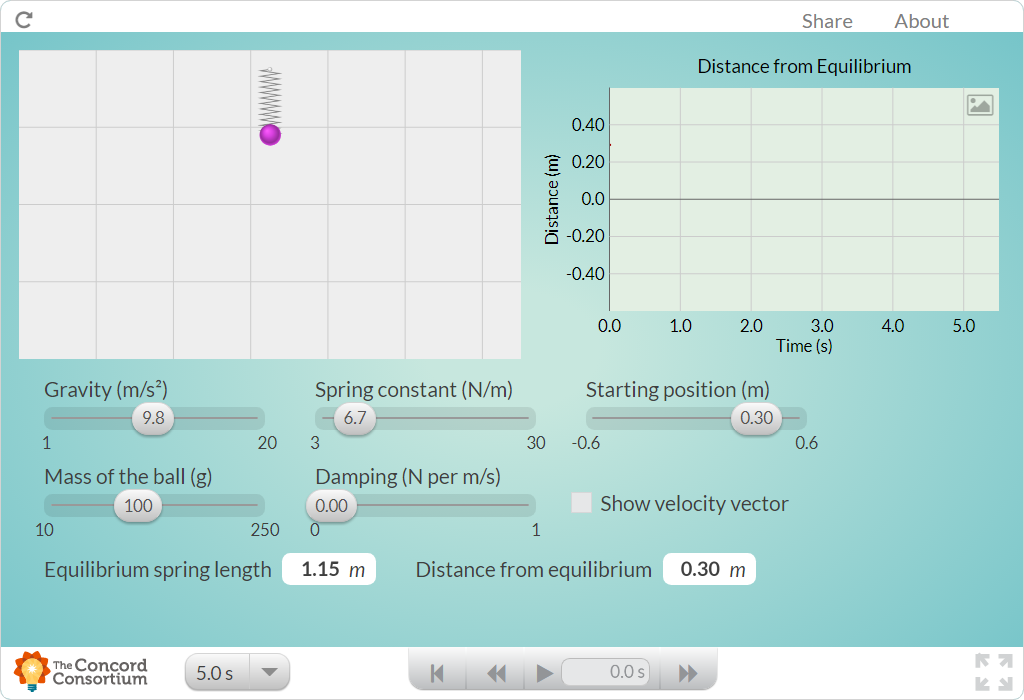 Share About
Distance from Equilibrium
0.40
0.20
0.0
-0.20
-0.40
Distance (m)
0.0 1.0 2.0 3.0 4.0 5.0
Time (s)
Gravity (m/s²) Spring constant (N/m) Starting position (m)
9.8 6.7 0.30
1 20 3 30 -0.6 0.6
Mass of the ball (g) Damping (N per m/s)
100 0.00 Show velocity vector
10 250 0 1
Equilibrium spring length 1.15 m Distance from equilibrium 0.30 m
The Concord
Consortium
5.0 s 0.0 s